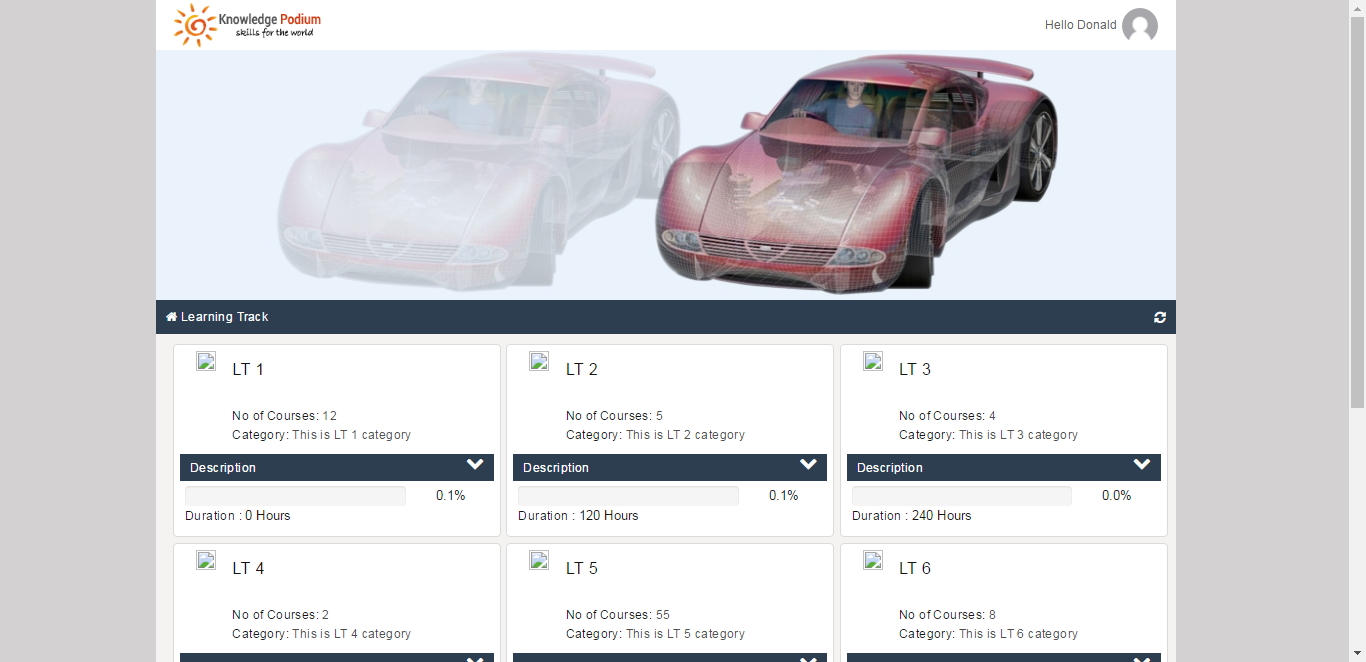 Knowledge Podium
skills for the world
Hello Donald
Learning Track
LT 1
No of Courses: 12
Category: This is LT 1 category
Description
0.1%
Duration : 0 Hours
LT 2
No of Courses: 5
Category: This is LT 2 category
Description
0.1%
Duration : 120 Hours
LT 3
No of Courses: 4
Category: This is LT 3 category
Description
0.0%
Duration : 240 Hours
LT 4
No of Courses: 2
Category: This is LT 4 category
LT 5
No of Courses: 55
Category: This is LT 5 category
LT 6
No of Courses: 8
Category: This is LT 6 category